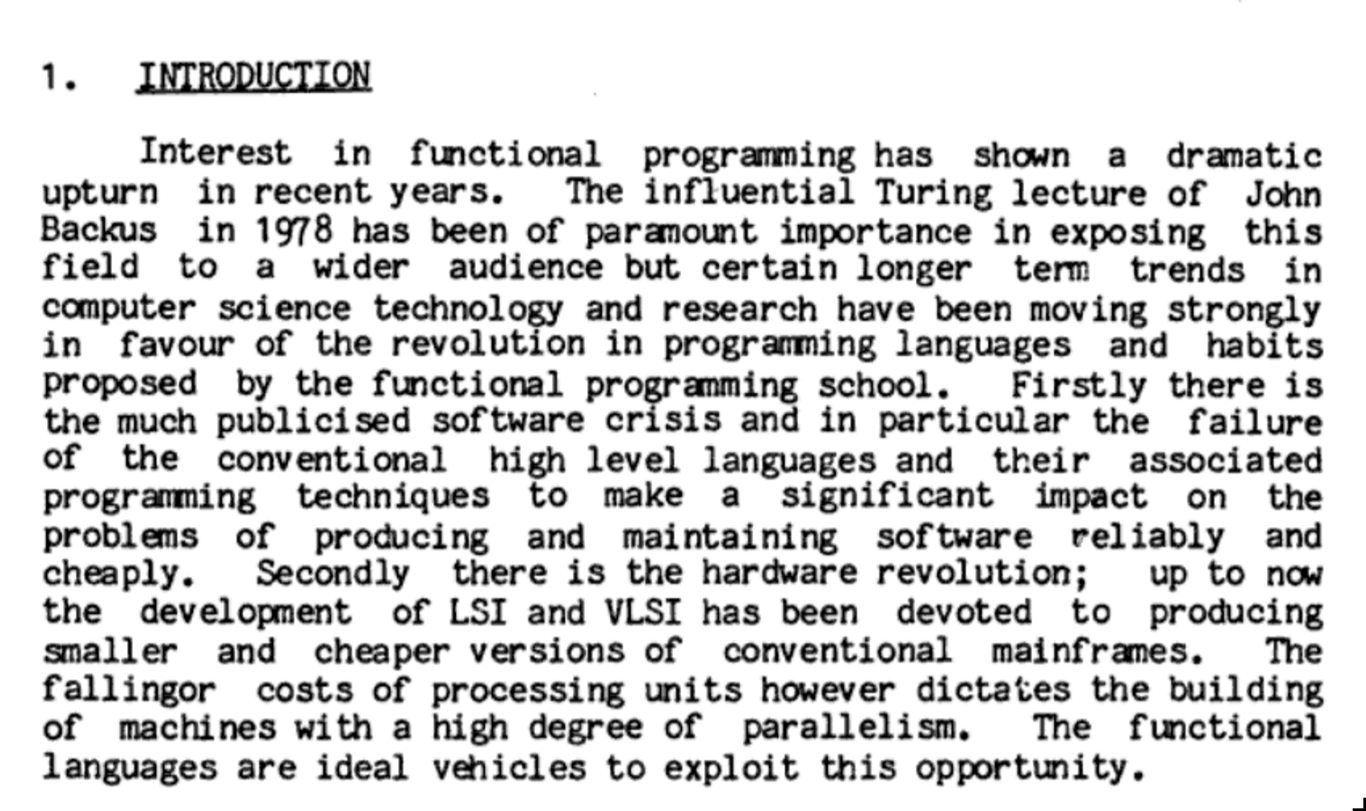 1. INTRODUCTION
Interest in functional programming has shown a dramatic
upturn in recent years. The influential Turing lecture of John
Backus in 1978 has been of paramount importance in exposing this
field to a wider audience but certain longer term trends in
computer science technology and research have been moving strongly
in favour of the revolution in programming languages and habits
proposed by the functional programming school. Firstly there is
the much publicised software crisis and in particular the failure
of the conventional high level languages and their associated
programming techniques to make a significant impact on the
problems of producing and maintaining software reliably and
cheaply. Secondly there is the hardware revolution; up to now
the development of LSI and VLSI has been devoted to producing
smaller and cheaper versions of conventional mainframes. The
fallingor costs of processing units however dictates the building
of machines with a high degree of parallelism. The functional
languages are ideal vehicles to exploit this opportunity.